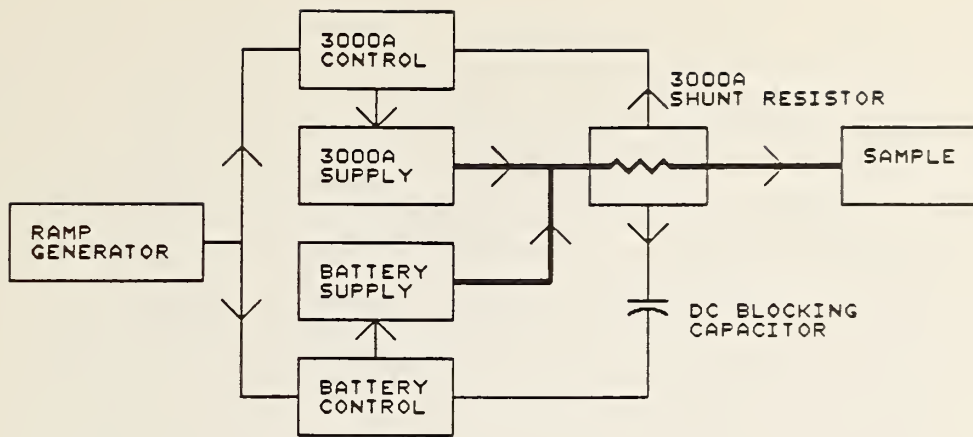 3000A
CONTROL
3000A
SHUNT RESISTOR
3000A
SUPPLY
SAMPLE
RAMP
GENERATOR
BATTERY
SUPPLY
DC BLOCKING
CAPACITOR
BATTERY
CONTROL